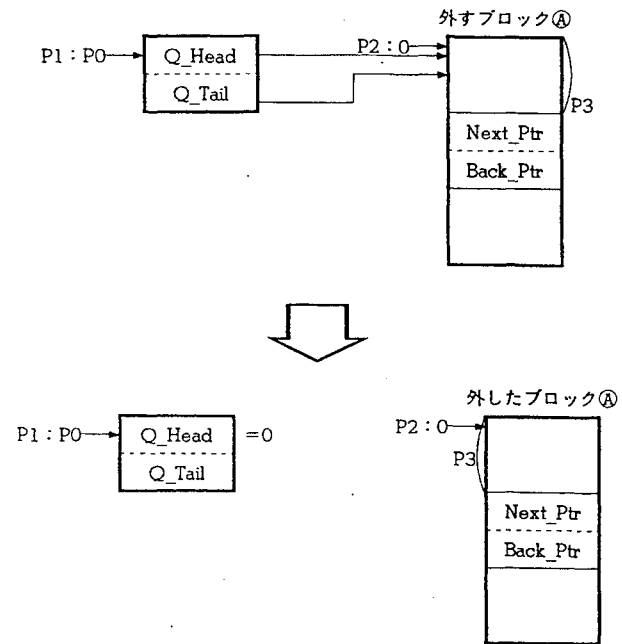 外すブロックⒶ
P1：P0
Q_Head
Q_Tail
P2：0
P3
Next_Ptr
Back_Ptr
外したブロックⒶ
P1：P0
Q_Head
=0
Q_Tail
P2：0
P3
Next_Ptr
Back_Ptr